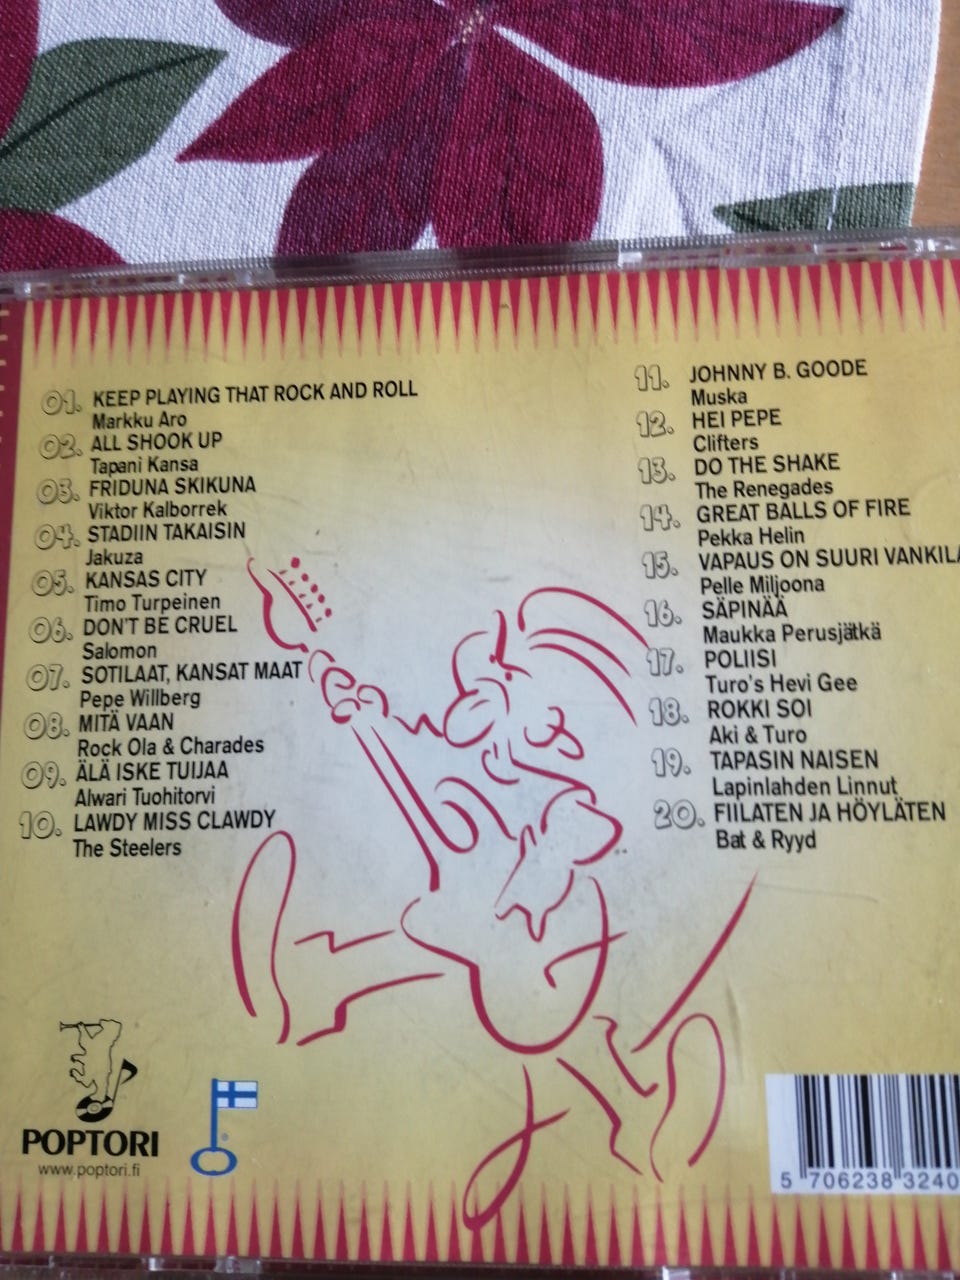 01. KEEP PLAYING THAT ROCK AND ROLL
Markku Aro
02. ALL SHOOK UP
Tapani Kansa
03. FRIDUNA SKIKUNA
Viktor Kalborrek
04. STADIIN TAKAISIN
Jakuza
05. KANSAS CITY
Timo Turpeinen
06. DON'T BE CRUEL
Salomon
07. SOTILAAT, KANSAT MAAT
Pepe Willberg
08. MITÄ VAAN
Rock Ola & Charades
09. ÄLÄ ISKE TUIJAA
Alwari Tuohitorvi
10. LAWDY MISS CLAWDY
The Steelers
11. JOHNNY B. GOODE
Muska
12. HEI PEPE
Clifters
13. DO THE SHAKE
The Renegades
14. GREAT BALLS OF FIRE
Pekka Helin
15. VAPAUS ON SUURI VANKILA
Pelle Miljoona
16. SÄPINÄÄ
Maukka Perusjätkä
17. POLIISI
Turo's Hevi Gee
18. ROKKI SOI
Aki & Turo
19. TAPASIN NAISEN
Lapinlahden Linnut
20. FIILATEN JA HÖYLÄTEN
Bat & Ryyd
POPTORI
www.poptori.fi
5 706238 3240